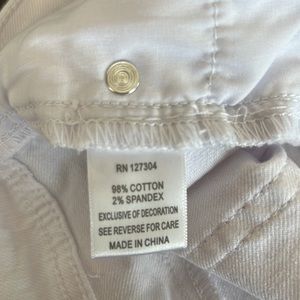 RN 127304
98% COTTON
2% SPANDEX
EXCLUSIVE OF DECORATION
SEE REVERSE FOR CARE
MADE IN CHINA